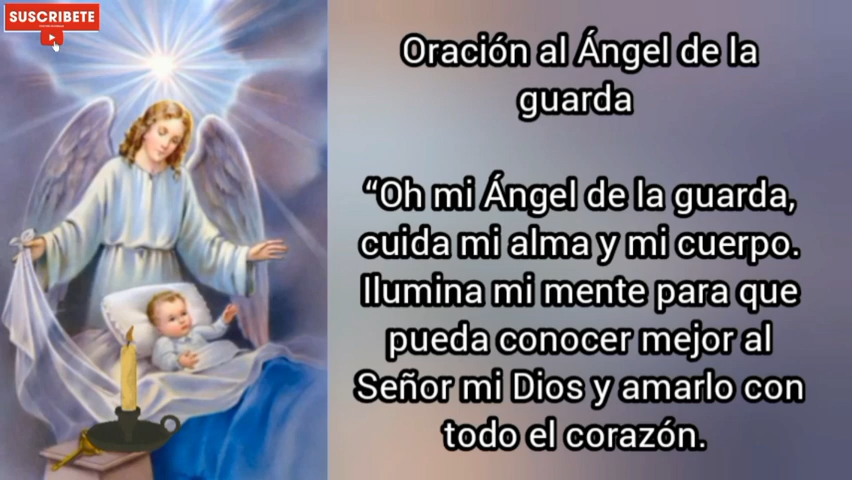 SUSCRIBETE
Oración al Ángel de la
guarda
“Oh mi Ángel de la guarda,
cuida mi alma y mi cuerpo.
Ilumina mi mente para que
pueda conocer mejor al
Señor mi Dios y amarlo con
todo el corazón.